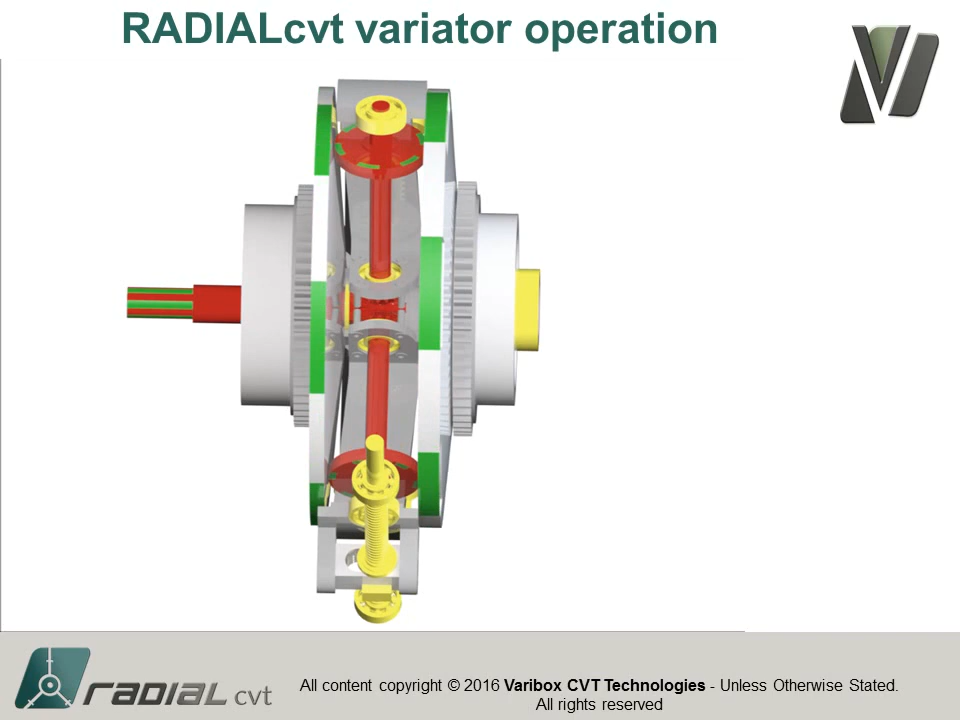 RADIALcvt variator operation
RADIAL cvt
All content copyright © 2016 Varibox CVT Technologies - Unless Otherwise Stated.
All rights reserved